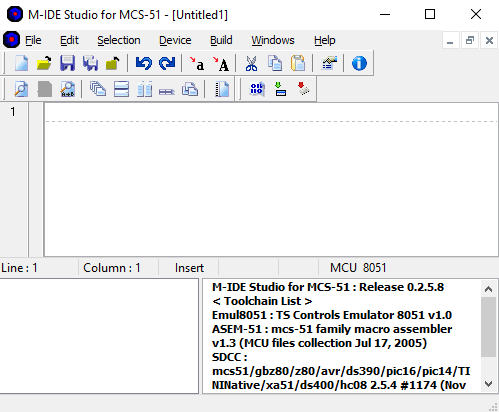 M-IDE Studio for MCS-51 - [Untitled1]
File Edit Selection Device Build Windows Help
1
Line : 1 Column : 1 Insert MCU 8051
M-IDE Studio for MCS-51 : Release 0.2.5.8
< Toolchain List >
Emul8051 : TS Controls Emulator 8051 v1.0
ASEM-51 : mcs-51 family macro assembler
v1.3 (MCU files collection Jul 17, 2005)
SDCC :
mcs51/gbz80/z80/avr/ds390/pic16/pic14/TI
NINative/xa51/ds400/hc08 2.5.4 #1174 (Nov